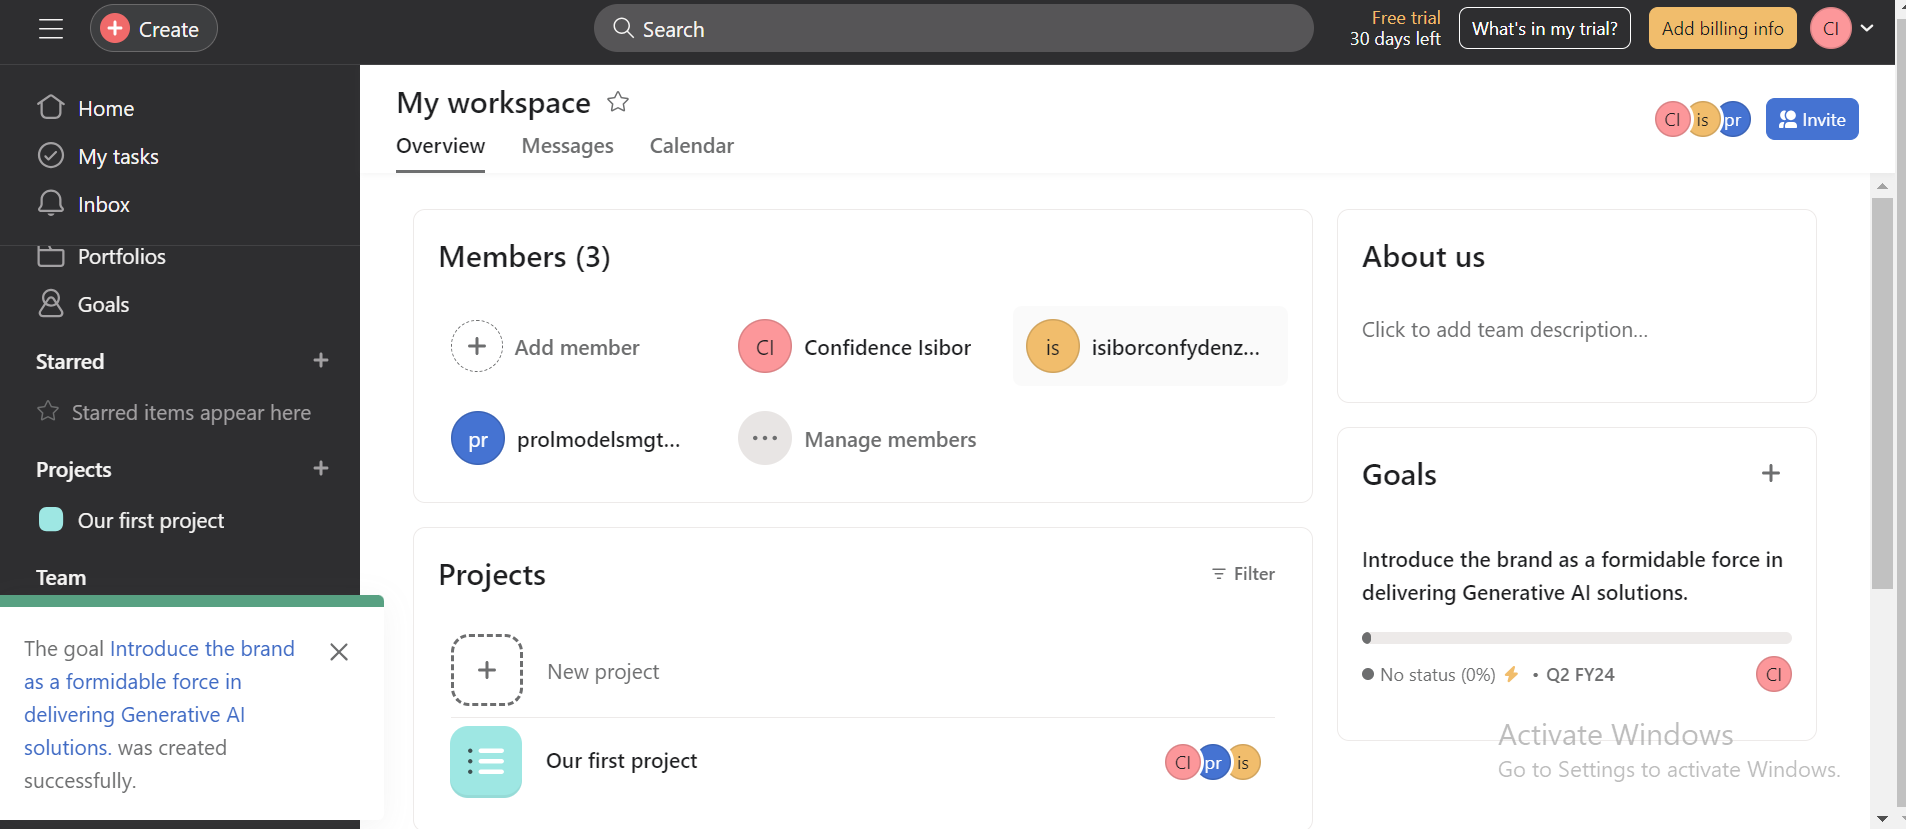 Create
Search
Free trial
30 days left
What's in my trial?
Add billing info
CI
Home
My tasks
Inbox
Portfolios
Goals
Starred
Starred items appear here
Projects
Our first project
Team
The goal Introduce the brand
as a formidable force in
delivering Generative AI
solutions. was created
successfully.
My workspace
Overview
Messages
Calendar
CI
is
pr
Invite
Members (3)
Add member
CI
Confidence Isibor
is
isiborconfydenz...
pr
prolmodelsmgt...
Manage members
Projects
Filter
New project
Our first project
CI
pr
is
About us
Click to add team description...
Goals
Introduce the brand as a formidable force in
delivering Generative AI solutions.
No status (0%) ⚡ • Q2 FY24
CI
Activate Windows
Go to Settings to activate Windows.